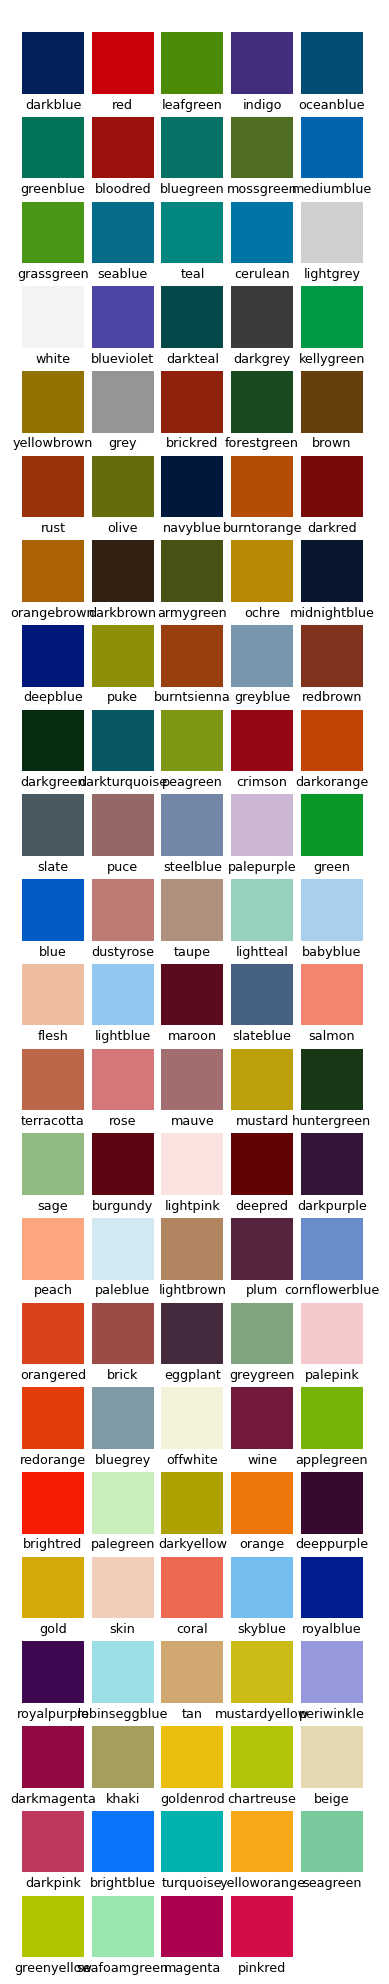 darkblue red leafgreen indigo oceanblue
greenblue bloodred bluegreen mossgreen mediumblue
grassgreen seablue teal cerulean lightgrey
white blueviolet darkteal darkgrey kellygreen
yellowbrown grey brickred forestgreen brown
rust olive navyblue burntorange darkred
orangebrown darkbrown armygreen ochre midnightblue
deepblue puke burntsienna greyblue redbrown
darkgreen darkturquoise peagreen crimson darkorange
slate puce steelblue palepurple green
blue dustyrose taupe lightteal babyblue
flesh lightblue maroon slateblue salmon
terracotta rose mauve mustard huntergreen
sage burgundy lightpink deepred darkpurple
peach paleblue lightbrown plum cornflowerblue
orangered brick eggplant greygreen palepink
redorange bluegrey offwhite wine applegreen
brightred palegreen darkyellow orange deeppurple
gold skin coral skyblue royalblue
royalpurple robinseggblue tan mustardyellow periwinkle
darkmagenta khaki goldenrod chartreuse beige
darkpink brightblue turquoise yelloworange seagreen
greenyellow seafoamgreen magenta pinkred